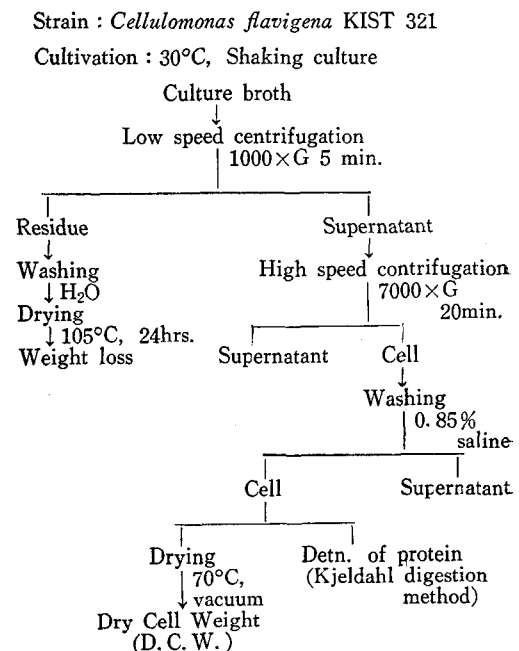 Strain : Cellulomonas flavigena KIST 321
Cultivation : 30°C, Shaking culture
Culture broth
Low speed centrifugation
1000×G 5 min.
Residue
Supernatant
Washing
High speed contrifugation
H₂O
7000×G
Drying
20min.
105°C, 24hrs.
Weight loss
Supernatant
Cell
Washing
0.85%
saline
Cell
Supernatant
Drying
Detn. of protein
70°C,
(Kjeldahl digestion
vacuum
method)
Dry Cell Weight
(D. C. W.)